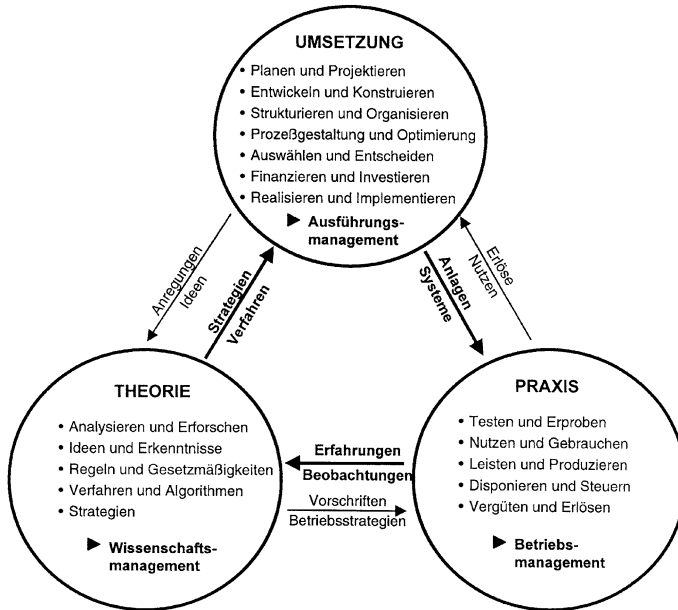 UMSETZUNG
• Planen und Projektieren
• Entwickeln und Konstruieren
• Strukturieren und Organisieren
• Prozeßgestaltung und Optimierung
• Auswählen und Entscheiden
• Finanzieren und Investieren
• Realisieren und Implementieren
► Ausführungs-
management
Anregungen
Ideen
Strategien
Verfahren
Anlagen
Systeme
Erlöse
Nutzen
THEORIE
• Analysieren und Erforschen
• Ideen und Erkenntnisse
• Regeln und Gesetzmäßigkeiten
• Verfahren und Algorithmen
• Strategien
► Wissenschafts-
management
Erfahrungen
Beobachtungen
Vorschriften
Betriebsstrategien
PRAXIS
• Testen und Erproben
• Nutzen und Gebrauchen
• Leisten und Produzieren
• Disponieren und Steuern
• Vergüten und Erlösen
► Betriebs-
management